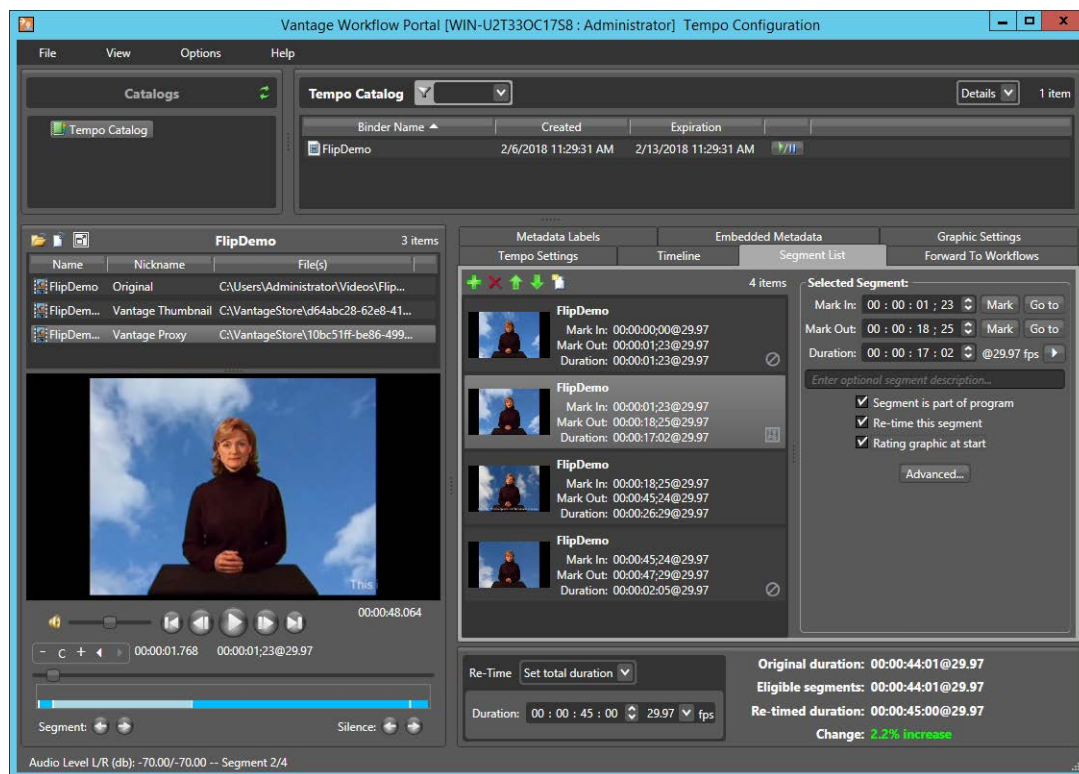 Vantage Workflow Portal [WIN-U2T33OC17S8 : Administrator] Tempo Configuration
File View Options Help
Catalogs
Tempo Catalog
Tempo Catalog
Details
1 item
Binder Name Created Expiration
FlipDemo 2/6/2018 11:29:31 AM 2/13/2018 11:29:31 AM
FlipDemo
3 items
Name Nickname File(s)
FlipDemo Original C:\Users\Administrator\Videos\Flip...
FlipDem... Vantage Thumbnail C:\VantageStore\d64abc28-62e8-41...
FlipDem... Vantage Proxy C:\VantageStore\10bc51ff-be86-499...
This
00:00:48.064
- C + 00:00:01.768 00:00:01;23@29.97
Segment:
Silence:
Metadata Labels Embedded Metadata Graphic Settings
Tempo Settings Timeline Segment List Forward To Workflows
4 items
FlipDemo
Mark In: 00:00:00;00@29.97
Mark Out: 00:00:01;23@29.97
Duration: 00:00:01:23@29.97
FlipDemo
Mark In: 00:00:01;23@29.97
Mark Out: 00:00:18;25@29.97
Duration: 00:00:17:02@29.97
FlipDemo
Mark In: 00:00:18;25@29.97
Mark Out: 00:00:45;24@29.97
Duration: 00:00:26:29@29.97
FlipDemo
Mark In: 00:00:45;24@29.97
Mark Out: 00:00:47;29@29.97
Duration: 00:00:02:05@29.97
Selected Segment:
Mark In: 00 : 00 : 01 ; 23 Mark Go to
Mark Out: 00 : 00 : 18 ; 25 Mark Go to
Duration: 00 : 00 : 17 : 02 @29.97 fps
Enter optional segment description...
Segment is part of program
Re-time this segment
Rating graphic at start
Advanced...
Re-Time Set total duration
Duration: 00 : 00 : 45 : 00 29.97 fps
Original duration: 00:00:44:01@29.97
Eligible segments: 00:00:44:01@29.97
Re-timed duration: 00:00:45:00@29.97
Change: 2.2% increase
Audio Level L/R (db): -70.00/-70.00 -- Segment 2/4